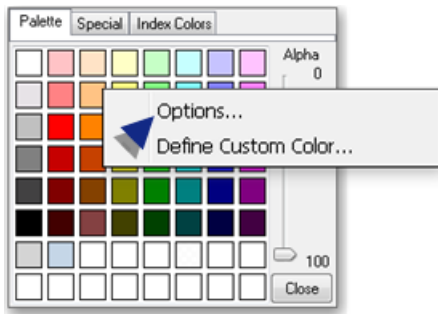 Palette Special Index Colors
Alpha
0
Options...
Define Custom Color...
100
Close